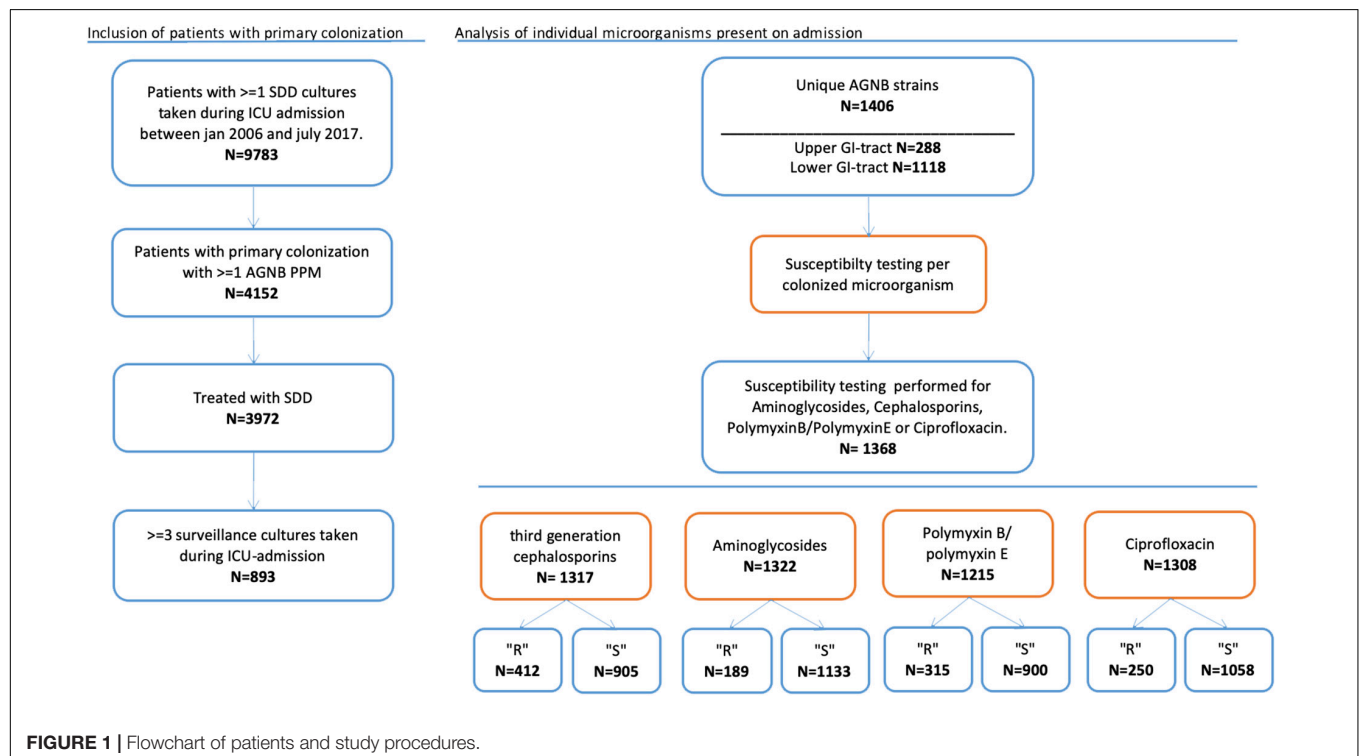 Inclusion of patients with primary colonization
Patients with >=1 SDD cultures
taken during ICU admission
between jan 2006 and july 2017.
N=9783
Patients with primary colonization
with >=1 AGNB PPM
N=4152
Treated with SDD
N=3972
>=3 surveillance cultures taken
during ICU-admission
N=893
Analysis of individual microorganisms present on admission
Unique AGNB strains
N=1406
Upper GI-tract N=288
Lower GI-tract N=1118
Susceptibilty testing per
colonized microorganism
Susceptibility testing performed for
Aminoglycosides, Cephalosporins,
PolymyxinB/PolymyxinE or Ciprofloxacin.
N= 1368
third generation
cephalosporins
N= 1317
"R"
N=412
"S"
N=905
Aminoglycosides
N=1322
"R"
N=189
"S"
N=1133
Polymyxin B/
polymyxin E
N=1215
"R"
N=315
"S"
N=900
Ciprofloxacin
N=1308
"R"
N=250
"S"
N=1058
FIGURE 1 | Flowchart of patients and study procedures.